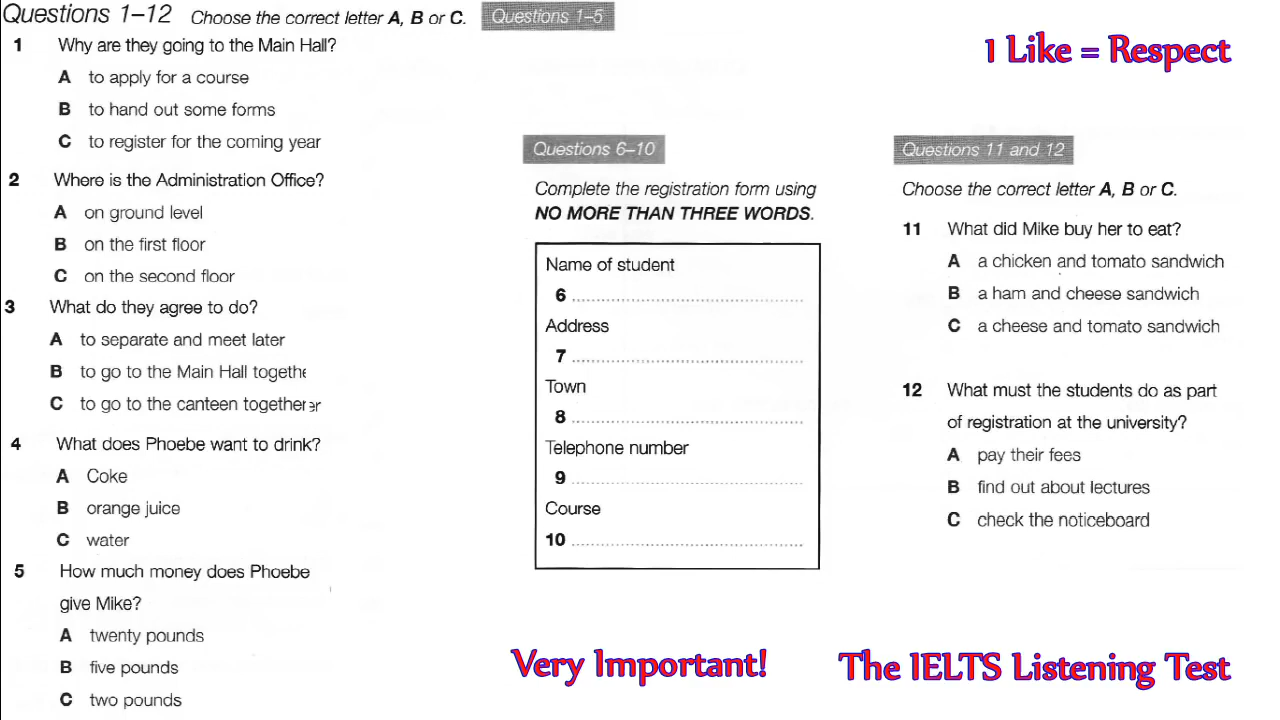 Questions 1–12 Choose the correct letter A, B or C. Questions 1–5
1 Why are they going to the Main Hall?
A to apply for a course
B to hand out some forms
C to register for the coming year
2 Where is the Administration Office?
A on ground level
B on the first floor
C on the second floor
3 What do they agree to do?
A to separate and meet later
B to go to the Main Hall togethe
C to go to the canteen together er
4 What does Phoebe want to drink?
A Coke
B orange juice
C water
5 How much money does Phoebe
give Mike?
A twenty pounds
B five pounds
C two pounds
Questions 6–10
Complete the registration form using
NO MORE THAN THREE WORDS.
Name of student
6
Address
7
Town
8
Telephone number
9
Course
10
1 Like = Respect
Questions 11 and 12
Choose the correct letter A, B or C.
11 What did Mike buy her to eat?
A a chicken and tomato sandwich
B a ham and cheese sandwich
C a cheese and tomato sandwich
12 What must the students do as part
of registration at the university?
A pay their fees
B find out about lectures
C check the noticeboard
Very Important!
The IELTS Listening Test